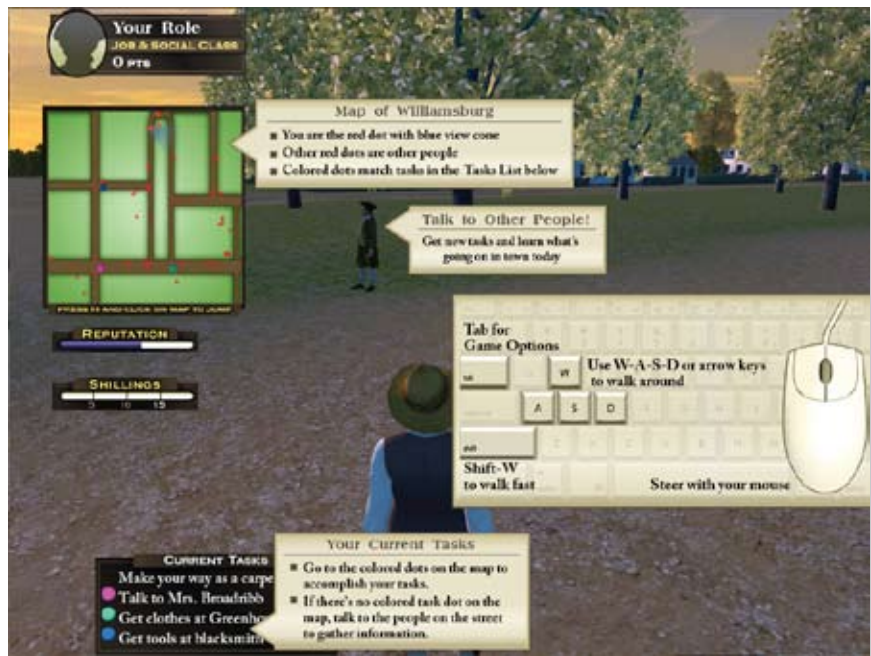 Your Role
JOB & SOCIAL CLASS
0 PTS
Map of Williamsburg
You are the red dot with blue view cone
Other red dots are other people
Colored dots match tasks in the Tasks List below
Talk to Other People!
Get new tasks and learn what's
going on in town today
REPUTATION
SHILLINGS
5 10 15
Tab for
Game Options
W
Use W-A-S-D or arrow keys
to walk around
A S D
Shift-W
to walk fast
Steer with your mouse
CURRENT TASKS
Make your way as a carpe
Talk to Mrs. Broadribb
Get clothes at Greenho
Get tools at blacksmith
Your Current Tasks
Go to the colored dots on the map to
accomplish your tasks.
If there's no colored task dot on the
map, talk to the people on the street
to gather information.